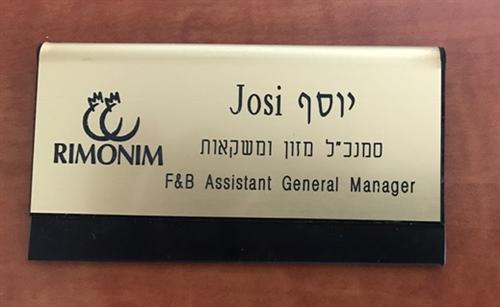 Josi יוסף
סמנכ"ל מזון ומשקאות
RIMONIM
F&B Assistant General Manager